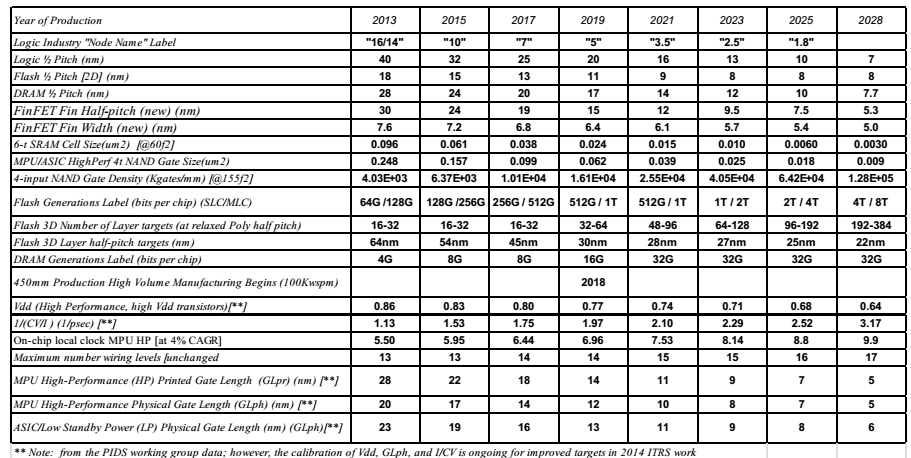 Year of Production 2013 2015 2017 2019 2021 2023 2025 2028
Logic Industry "Node Name" Label "16/14" "10" "7" "5" "3.5" "2.5" "1.8"
Logic ½ Pitch (nm) 40 32 25 20 16 13 10 7
Flash ½ Pitch [2D] (nm) 18 15 13 11 9 8 8 8
DRAM ½ Pitch (nm) 28 24 20 17 14 12 10 7.7
FinFET Fin Half-pitch (new) (nm) 30 24 19 15 12 9.5 7.5 5.3
FinFET Fin Width (new) (nm) 7.6 7.2 6.8 6.4 6.1 5.7 5.4 5.0
6-t SRAM Cell Size(um2) [@60f2] 0.096 0.061 0.038 0.024 0.015 0.010 0.0060 0.0030
MPU/ASIC HighPerf 4t NAND Gate Size(um2) 0.248 0.157 0.099 0.062 0.039 0.025 0.018 0.009
4-input NAND Gate Density (Kgates/mm) [@155f2] 4.03E+03 6.37E+03 1.01E+04 1.61E+04 2.55E+04 4.05E+04 6.42E+04 1.28E+05
Flash Generations Label (bits per chip) (SLC/MLC) 64G /128G 128G /256G 256G / 512G 512G / 1T 512G / 1T 1T / 2T 2T / 4T 4T / 8T
Flash 3D Number of Layer targets (at relaxed Poly half pitch) 16-32 16-32 16-32 32-64 48-96 64-128 96-192 192-384
Flash 3D Layer half-pitch targets (nm) 64nm 54nm 45nm 30nm 28nm 27nm 25nm 22nm
DRAM Generations Label (bits per chip) 4G 8G 8G 16G 32G 32G 32G 32G
450mm Production High Volume Manufacturing Begins (100Kwspm) 2018
Vdd (High Performance, high Vdd transistors)[**] 0.86 0.83 0.80 0.77 0.74 0.71 0.68 0.64
1/(CV/I ) (1/psec) [**] 1.13 1.53 1.75 1.97 2.10 2.29 2.52 3.17
On-chip local clock MPU HP [at 4% CAGR] 5.50 5.95 6.44 6.96 7.53 8.14 8.8 9.9
Maximum number wiring levels [unchanged 13 13 14 14 15 15 16 17
MPU High-Performance (HP) Printed Gate Length (GLpr) (nm) [**] 28 22 18 14 11 9 7 5
MPU High-Performance Physical Gate Length (GLph) (nm) [**] 20 17 14 12 10 8 7 5
ASIC/Low Standby Power (LP) Physical Gate Length (nm) (GLph)[**] 23 19 16 13 11 9 8 6
** Note: from the PIDS working group data; however, the calibration of Vdd, GLph, and I/CV is ongoing for improved targets in 2014 ITRS work